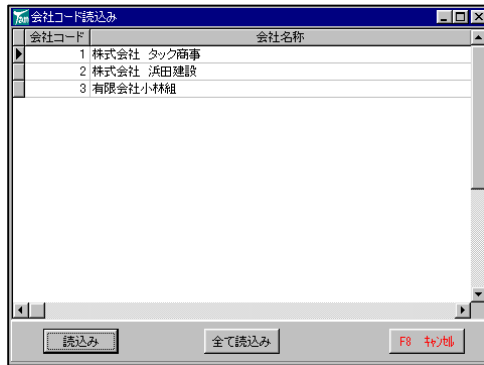 Tam 会社コード読込み
会社コード 会社名称
1 株式会社 タック商事
2 株式会社 浜田建設
3 有限会社小林組
読込み 全て読込み F8 ｷｬﾝｾﾙ